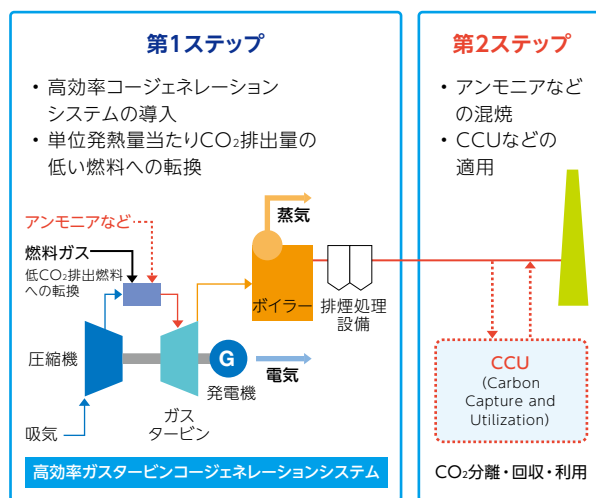 第1ステップ
・高効率コージェネレーション
システムの導入
・単位発熱量当たりCO₂排出量の
低い燃料への転換
アンモニアなど
燃料ガス
低CO₂排出燃料
への転換
蒸気
ボイラー
排煙処理
設備
圧縮機
G
電気
発電機
ガス
タービン
吸気
高効率ガスタービンコージェネレーションシステム
第2ステップ
・アンモニアなど
の混焼
・CCUなどの
適用
CCU
(Carbon
Capture and
Utilization)
CO₂分離・回収・利用